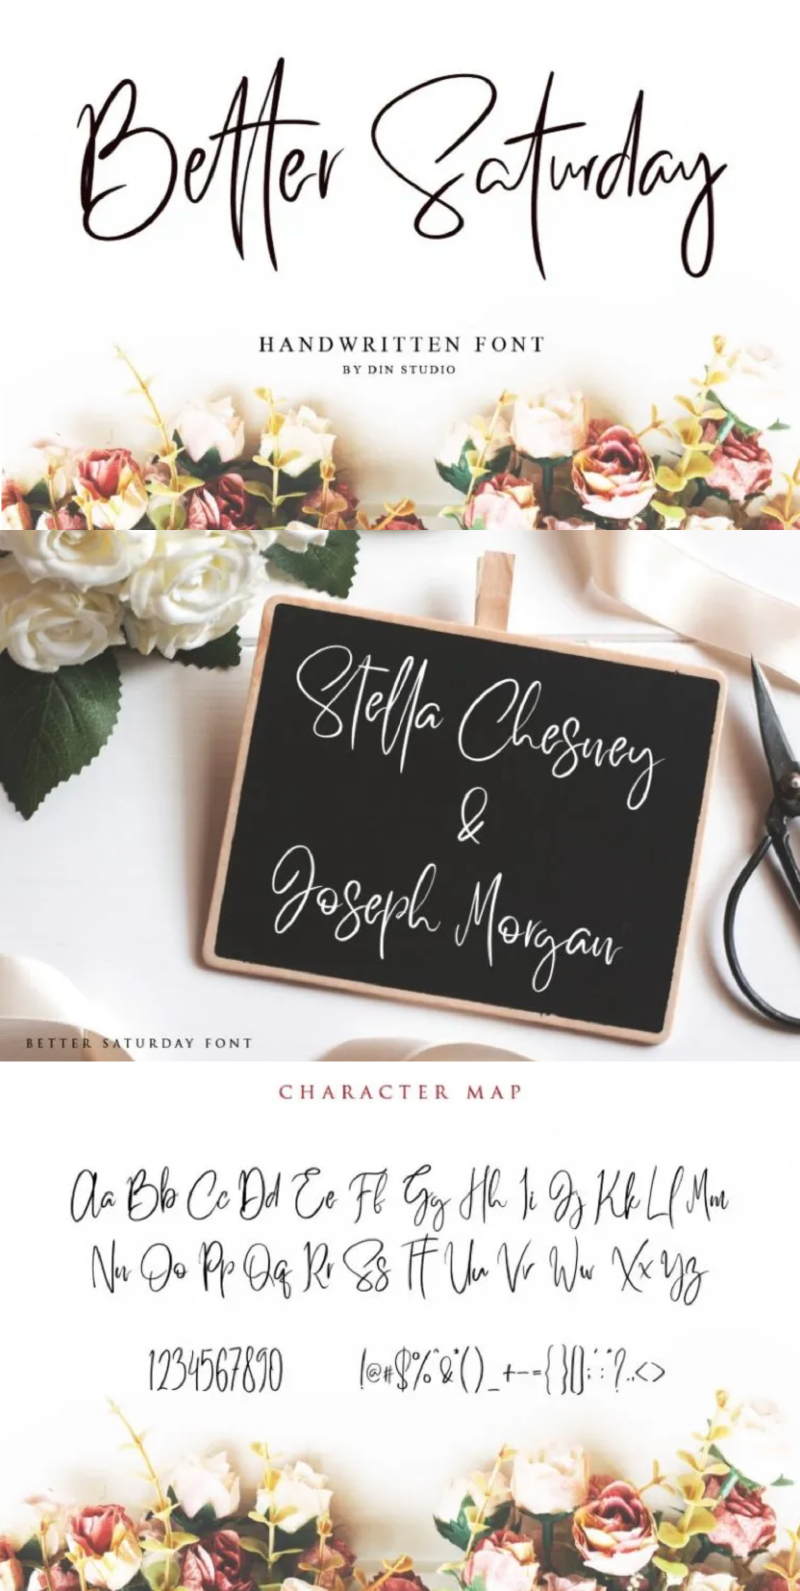 Better Saturday
HANDWRITTEN FONT
BY DIN STUDIO
Stella Chesney
&
Joseph Morgan
BETTER SATURDAY FONT
CHARACTER MAP
Aa Bb Cc Dd Ee Ff Gg Hh Ii Jj Kk Ll Mm
Nn Oo Pp Qq Rr Ss Tt Uu Vv Ww Xx Yy z
1234567890